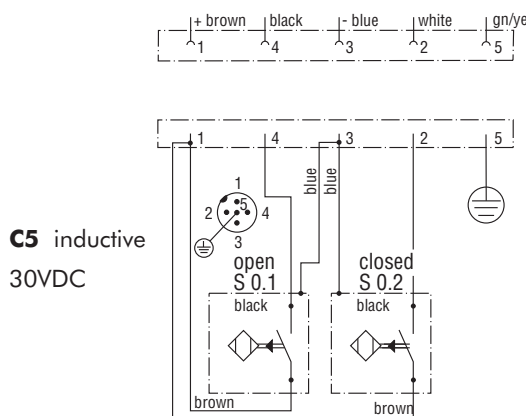 + brown black - blue white gn/ye
1 4 3 2 5
1 4 3 2 5
blue blue
1
2 5 4
3
C5 inductive
30VDC
open closed
S 0.1 S 0.2
black black
brown brown